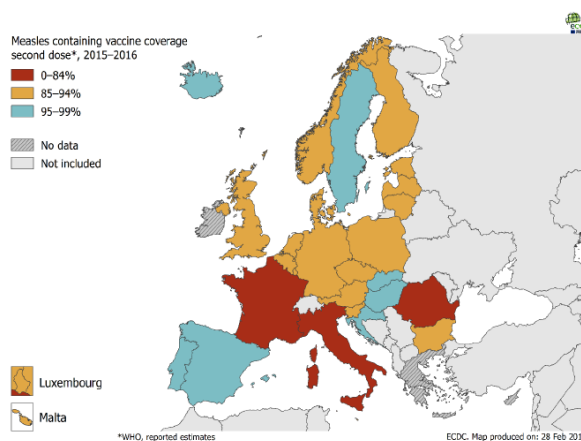 Measles containing vaccine coverage
second dose*, 2015–2016
0–84%
85–94%
95–99%
No data
Not included
Luxembourg
Malta
*WHO, reported estimates
ECDC. Map produced on: 28 Feb 201